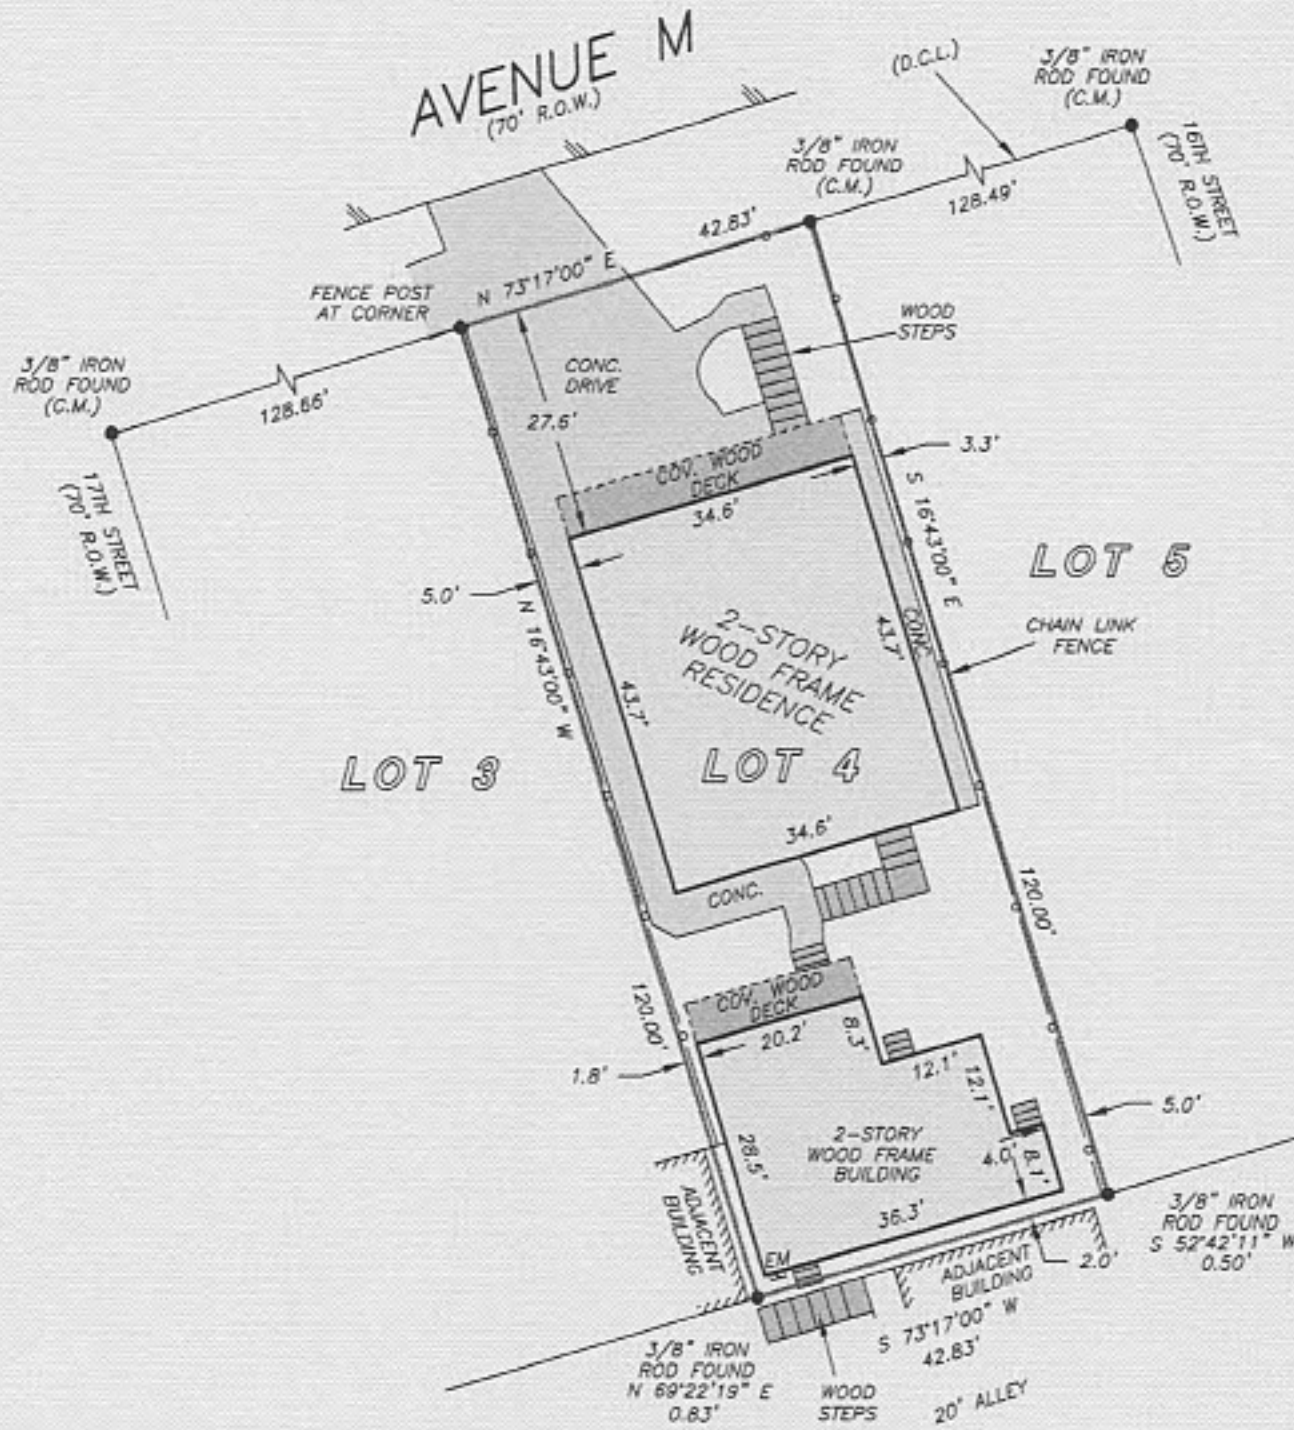 AVENUE M
(70' R.O.W.)
(D.C.L.)
3/8" IRON
ROD FOUND
(C.M.)
16TH STREET
(70' R.O.W.)
3/8" IRON
ROD FOUND
(C.M.)
128.49'
42.83'
N 73°17'00" E
FENCE POST
AT CORNER
3/8" IRON
ROD FOUND
(C.M.)
128.66'
17TH STREET
(70' R.O.W.)
WOOD
STEPS
CONC.
DRIVE
27.6'
COV. WOOD
DECK
34.6'
3.3'
S 16°43'00" E
LOT 5
5.0'
N 16°43'00" W
CHAIN LINK
FENCE
CONC.
43.7'
2-STORY
WOOD FRAME
RESIDENCE
43.7'
LOT 3
LOT 4
34.6'
CONC.
120.00'
120.00'
COV. WOOD
DECK
20.2'
8.3'
12.1'
12.1'
1.8'
5.0'
2-STORY
WOOD FRAME
BUILDING
28.5'
4.0'
8.1'
36.3'
ADJACENT
BUILDING
EM
ADJACENT
BUILDING
2.0'
3/8" IRON
ROD FOUND
S 52°42'11" W
0.50'
S 73°17'00" W
42.83'
3/8" IRON
ROD FOUND
N 69°22'19" E
0.83'
WOOD
STEPS
20' ALLEY